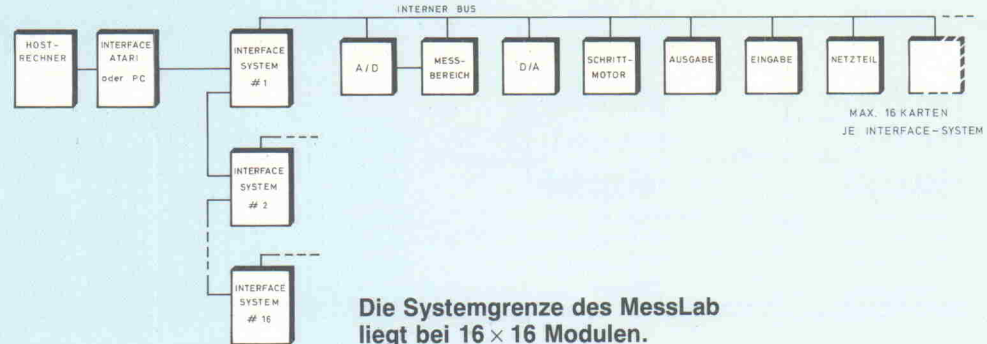 INTERNER BUS
HOST-
RECHNER
INTERFACE
ATARI
oder PC
INTERFACE
SYSTEM
# 1
A/D
MESS-
BEREICH
D/A
SCHRITT-
MOTOR
AUSGABE
EINGABE
NETZTEIL
MAX. 16 KARTEN
JE INTERFACE-SYSTEM
INTERFACE
SYSTEM
# 2
INTERFACE
SYSTEM
# 16
Die Systemgrenze des MessLab
liegt bei 16 × 16 Modulen.